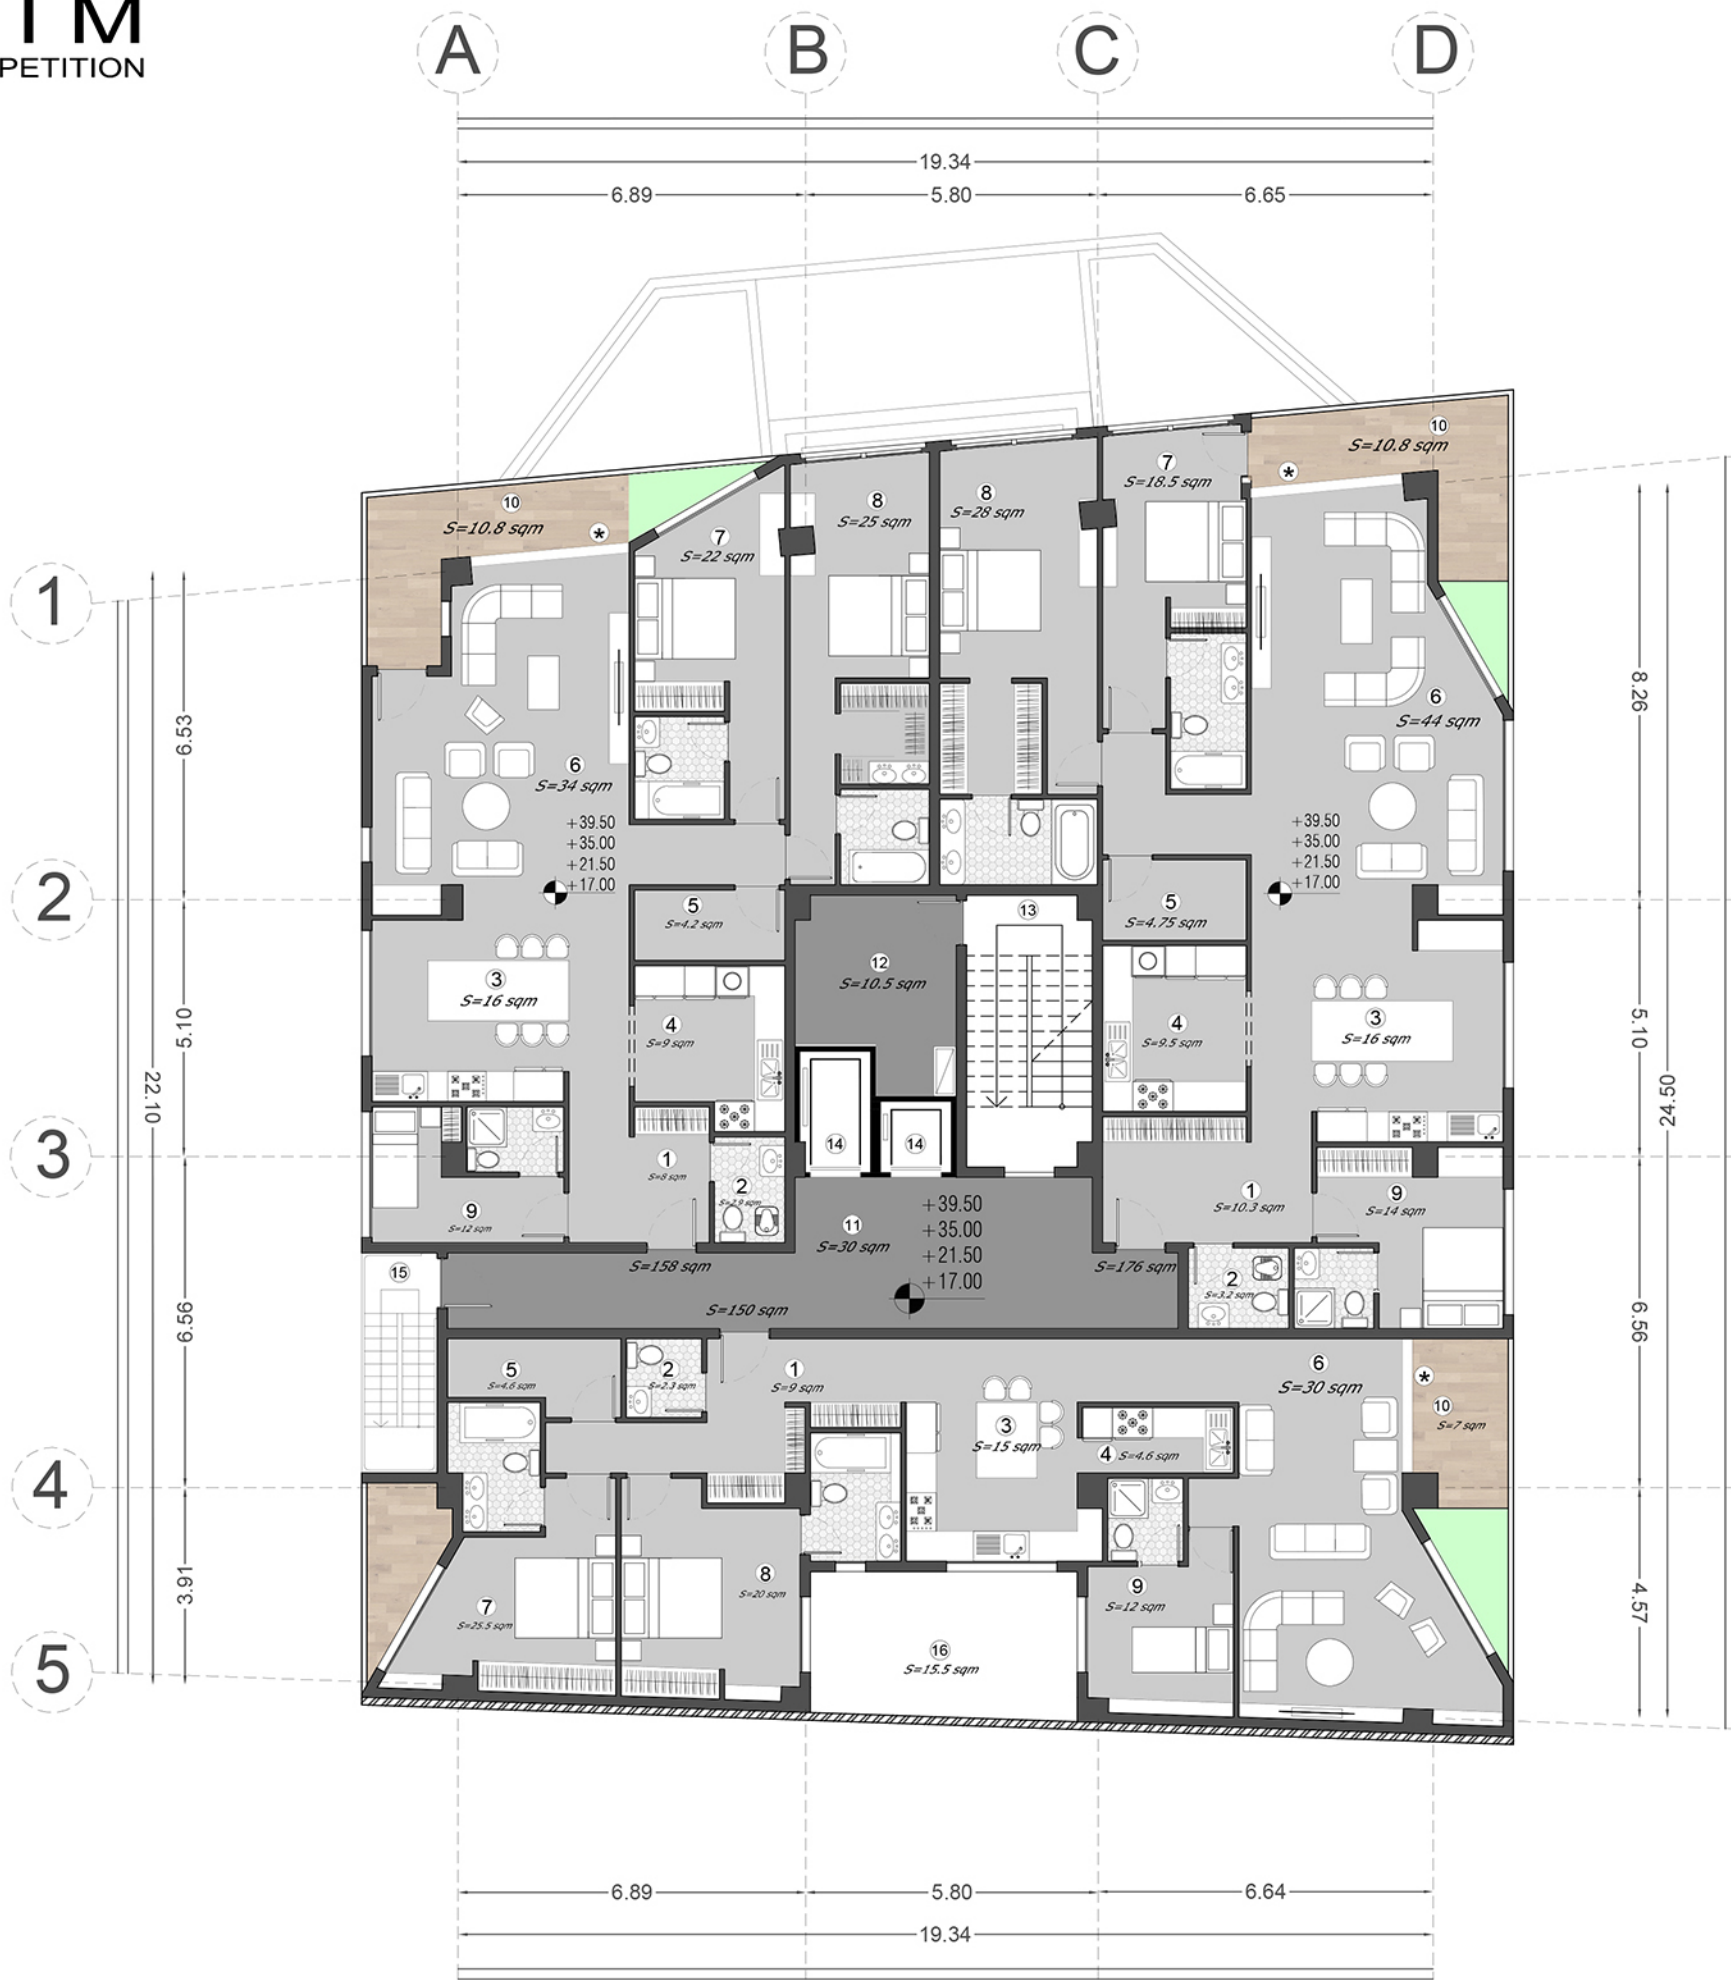 TM
PETITION
A B C D
19.34
6.89 5.80 6.65
10
S=10.8 sqm
*
10
S=10.8 sqm
*
7
S=18.5 sqm
8
S=25 sqm
8
S=28 sqm
7
S=22 sqm
1
6.53
8.26
6
S=34 sqm
+39.50
+35.00
+21.50
+17.00
6
S=44 sqm
+39.50
+35.00
+21.50
+17.00
2
5
S=4.2 sqm
13
5
S=4.75 sqm
12
S=10.5 sqm
3
S=16 sqm
4
S=9 sqm
4
S=9.5 sqm
3
S=16 sqm
5.10
5.10
22.10
24.50
14
14
3
1
S=8 sqm
2
S=2.9 sqm
9
S=12 sqm
11
S=30 sqm
+39.50
+35.00
+21.50
+17.00
1
S=10.3 sqm
9
S=14 sqm
S=158 sqm
S=176 sqm
15
2
S=3.2 sqm
S=150 sqm
6.56
6.56
5
S=4.6 sqm
2
S=2.3 sqm
1
S=9 sqm
6
S=30 sqm
*
10
S=7 sqm
3
S=15 sqm
4
S=4.6 sqm
4
3.91
4.57
7
S=25.5 sqm
8
S=20 sqm
9
S=12 sqm
16
S=15.5 sqm
5
6.89 5.80 6.64
19.34